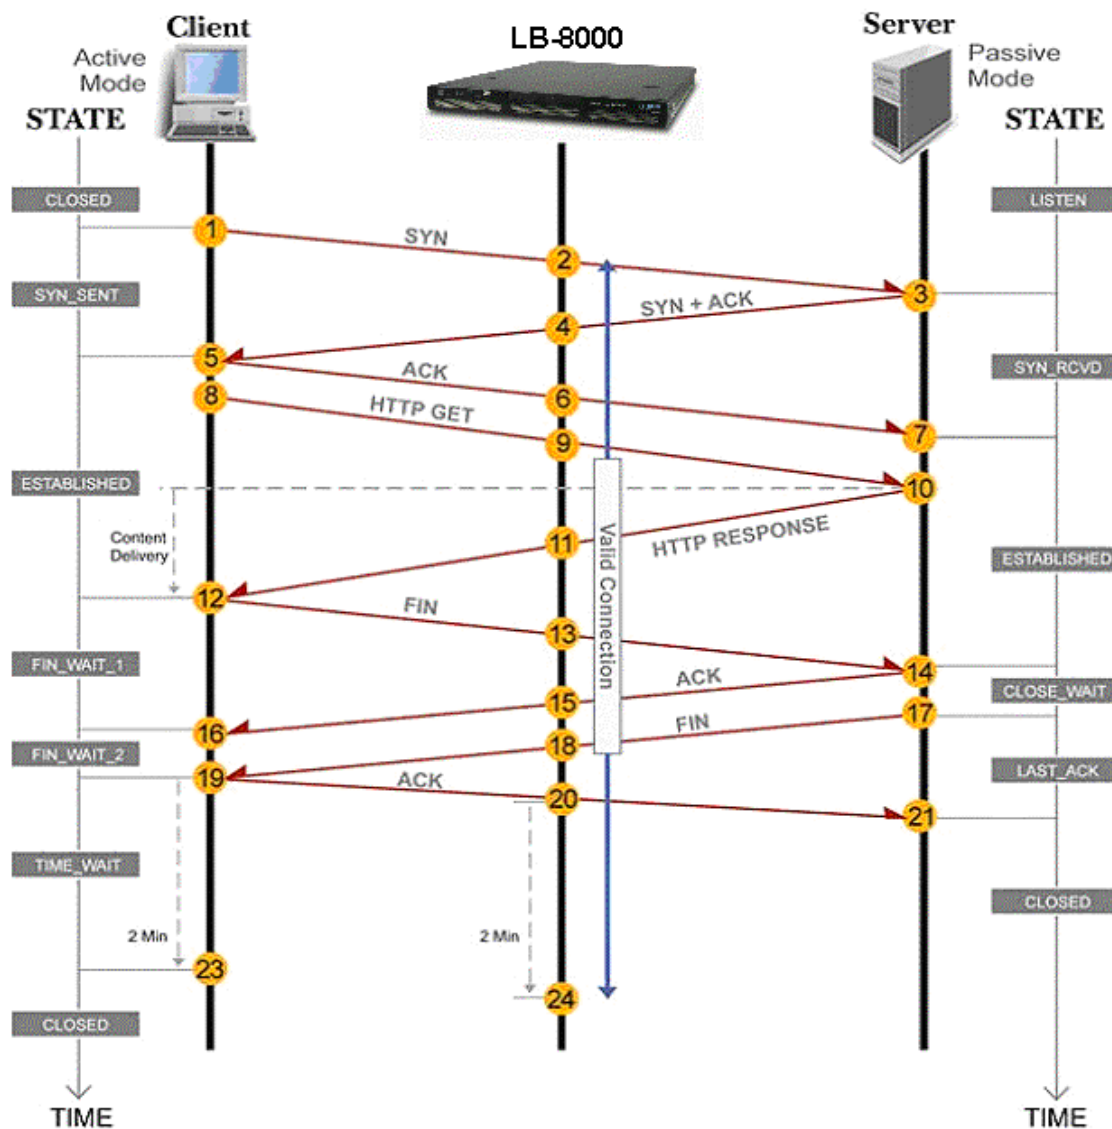 Client
LB-8000
Server
Active
Mode
Passive
Mode
STATE
STATE
CLOSED
LISTEN
1
SYN
2
SYN_SENT
3
SYN + ACK
4
5
ACK
SYN_RCVD
8
HTTP GET
6
7
9
ESTABLISHED
10
Valid Connection
HTTP RESPONSE
Content
Delivery
11
ESTABLISHED
12
FIN
13
FIN_WAIT_1
14
ACK
CLOSE_WAIT
15
16
17
FIN
18
FIN_WAIT_2
19
ACK
LAST_ACK
20
21
TIME_WAIT
CLOSED
2 Min
2 Min
23
24
CLOSED
TIME
TIME